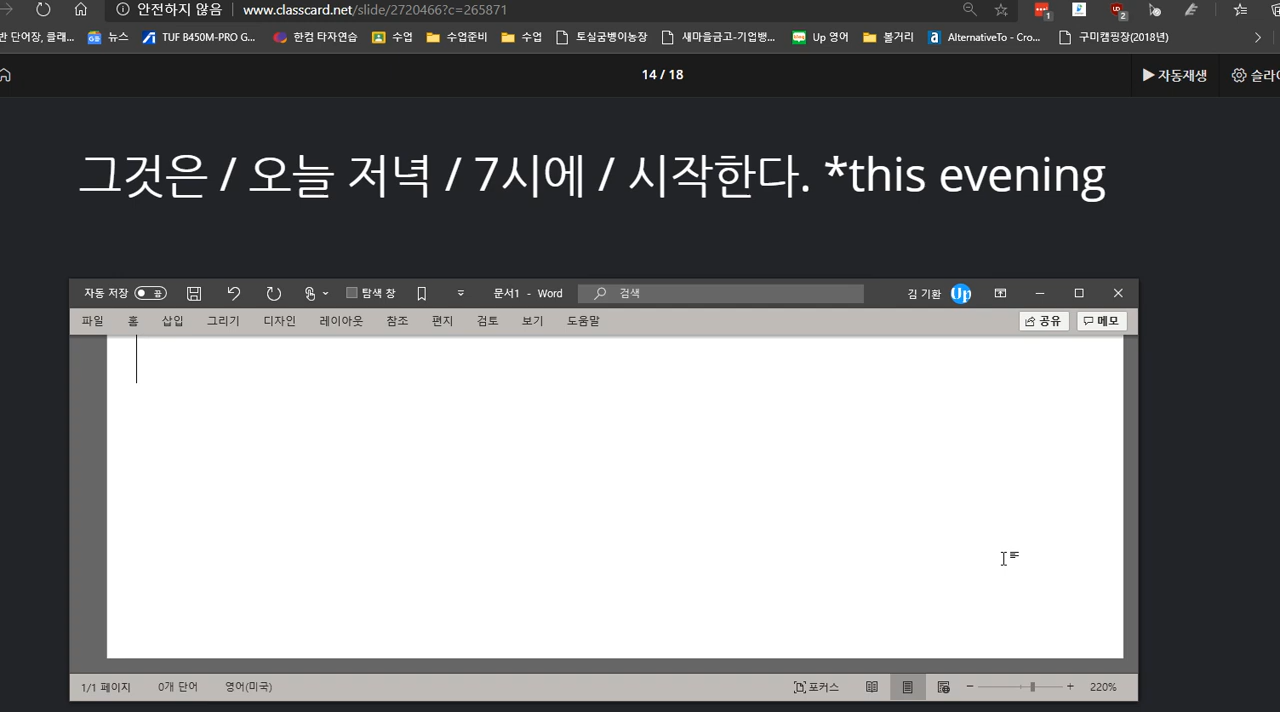 안전하지 않음 www.classcard.net/slide/2720466?c=265871
1 2
반 단어장, 클래... 뉴스 TUF B450M-PRO G... 한컴 타자연습 수업 수업준비 수업 토실굼벵이농장 새마을금고-기업뱅... Up 영어 볼거리 AlternativeTo - Cro... 구미캠핑장(2018년)
14 / 18 자동재생 슬라이
그것은 / 오늘 저녁 / 7시에 / 시작한다. *this evening
자동 저장 끔 탐색 창 문서1 - Word 검색 김 기환 Up
파일 홈 삽입 그리기 디자인 레이아웃 참조 편지 검토 보기 도움말 공유 메모
1/1 페이지 0개 단어 영어(미국) 포커스 220%